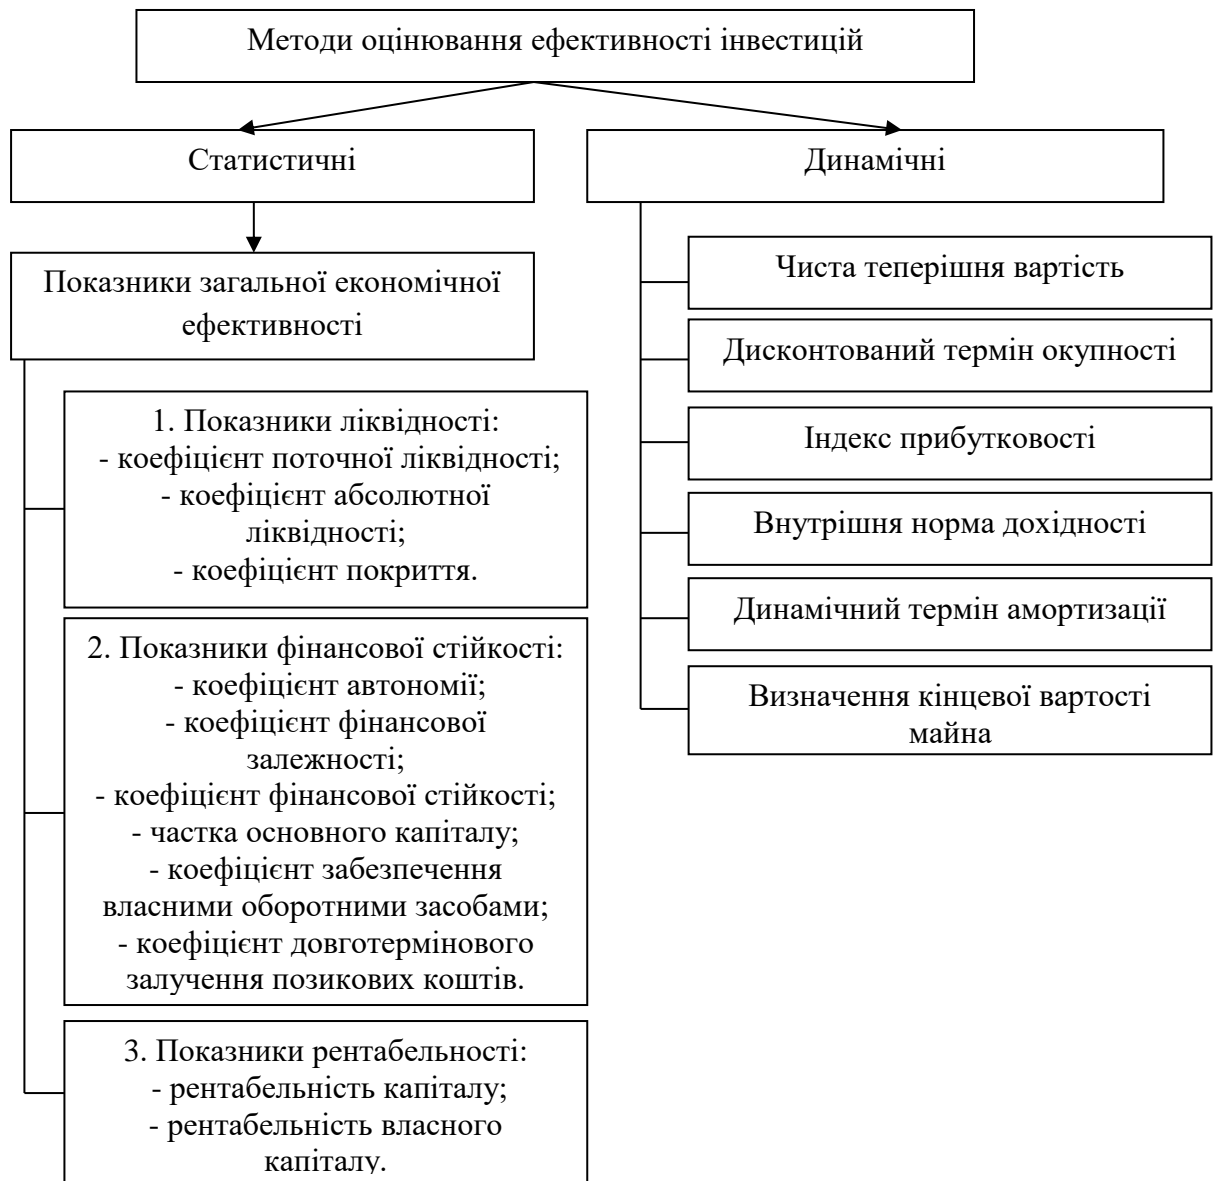 Методи оцінювання ефективності інвестицій
Статистичні
Динамічні
Показники загальної економічної
ефективності
1. Показники ліквідності:
- коефіцієнт поточної ліквідності;
- коефіцієнт абсолютної
ліквідності;
- коефіцієнт покриття.
2. Показники фінансової стійкості:
- коефіцієнт автономії;
- коефіцієнт фінансової
залежності;
- коефіцієнт фінансової стійкості;
- частка основного капіталу;
- коефіцієнт забезпечення
власними оборотними засобами;
- коефіцієнт довготермінового
залучення позикових коштів.
3. Показники рентабельності:
- рентабельність капіталу;
- рентабельність власного
капіталу.
Чиста теперішня вартість
Дисконтований термін окупності
Індекс прибутковості
Внутрішня норма дохідності
Динамічний термін амортизації
Визначення кінцевої вартості
майна